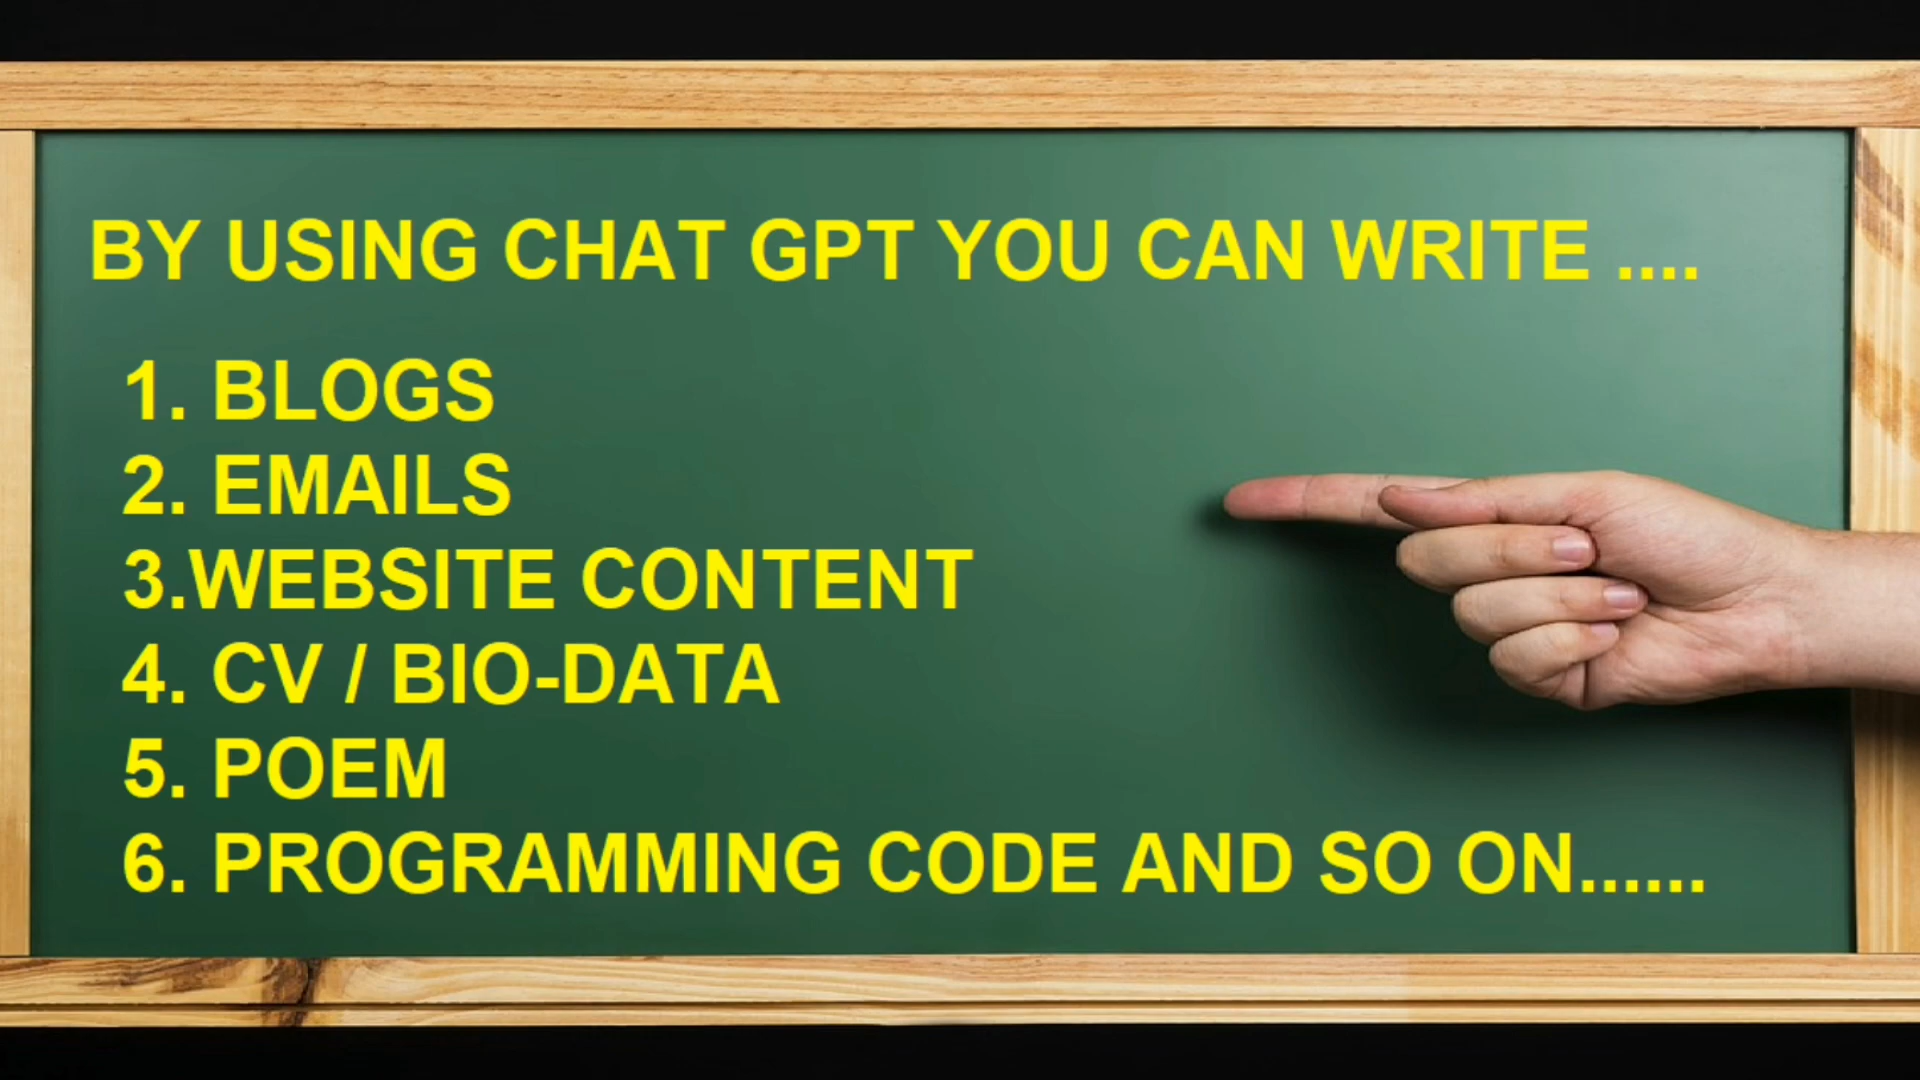 BY USING CHAT GPT YOU CAN WRITE ....
1. BLOGS
2. EMAILS
3.WEBSITE CONTENT
4. CV / BIO-DATA
5. POEM
6. PROGRAMMING CODE AND SO ON......